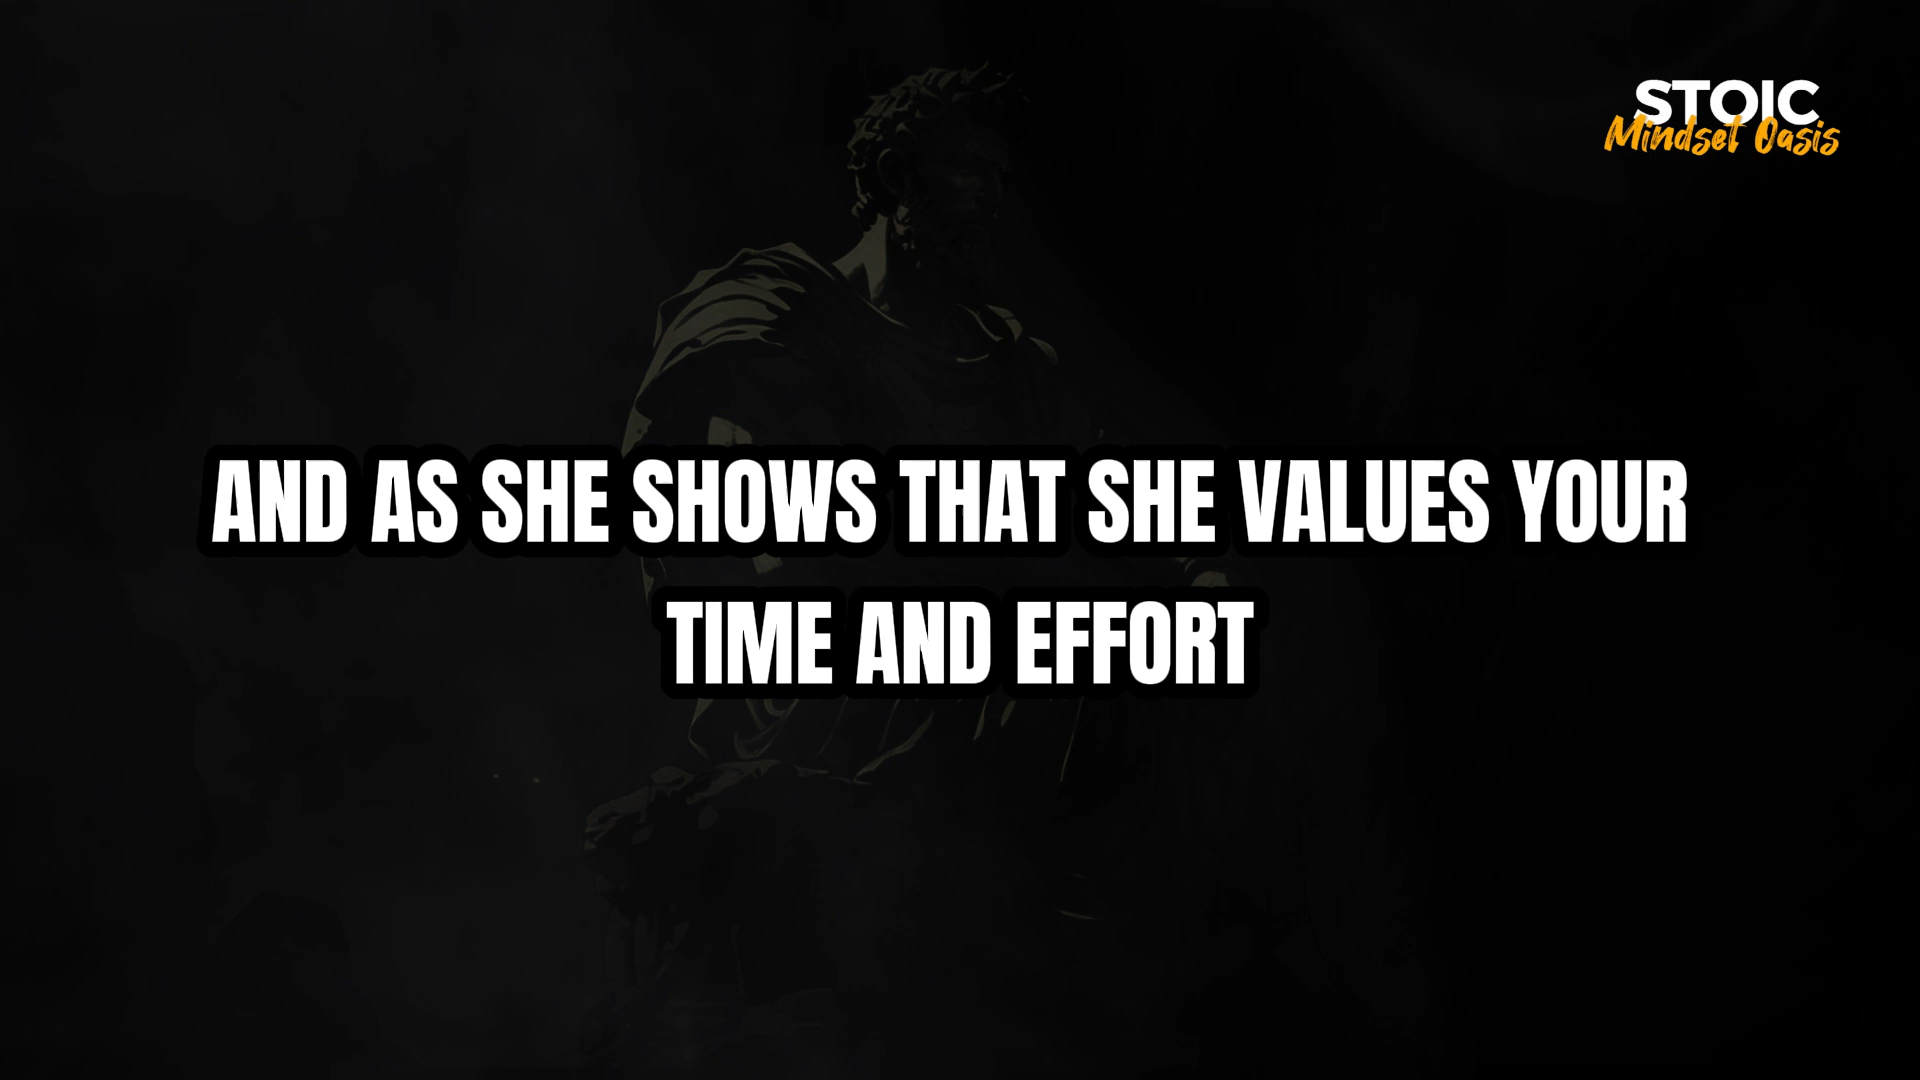 STOIC
Mindset Oasis
AND AS SHE SHOWS THAT SHE VALUES YOUR
TIME AND EFFORT